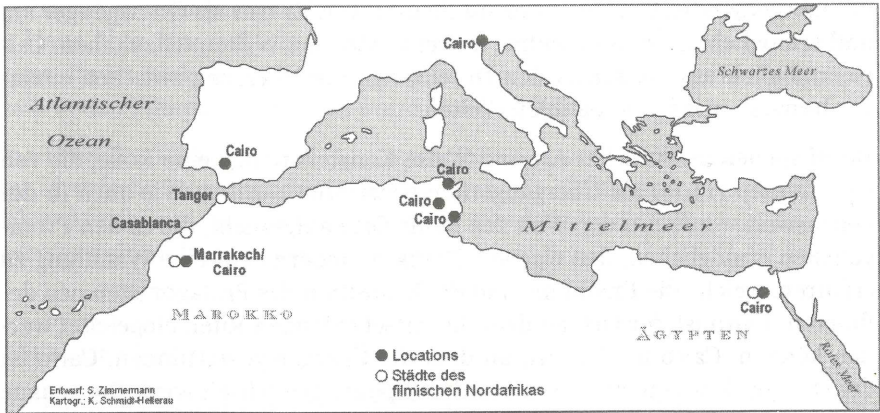 Cairo
Schwarzes Meer
Atlantischer
Ozean
Cairo
Cairo
Tanger
Cairo
Cairo
Mittelmeer
Casablanca
Marrakech/
Cairo
Cairo
MAROKKO
ÄGYPTEN
Rotes Meer
Locations
Städte des
filmischen Nordafrikas
Entwurf: S. Zimmermann
Kartogr.: K. Schmidt-Hellerau